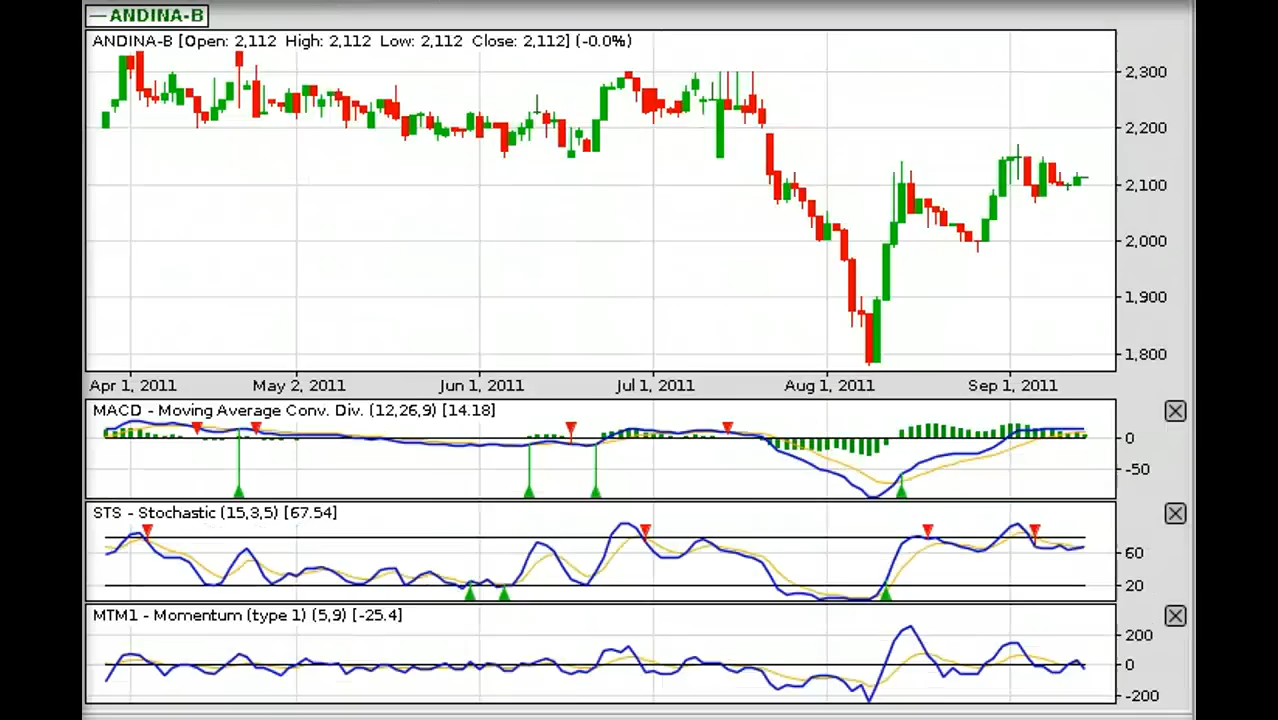 ANDINA-B
ANDINA-B [Open: 2,112 High: 2,112 Low: 2,112 Close: 2,112] (-0.0%)
2,300
2,200
2,100
2,000
1,900
1,800
Apr 1, 2011 May 2, 2011 Jun 1, 2011 Jul 1, 2011 Aug 1, 2011 Sep 1, 2011
MACD - Moving Average Conv. Div. (12,26,9) [14.18]
0
-50
STS - Stochastic (15,3,5) [67.54]
60
20
MTM1 - Momentum (type 1) (5,9) [-25.4]
200
0
-200